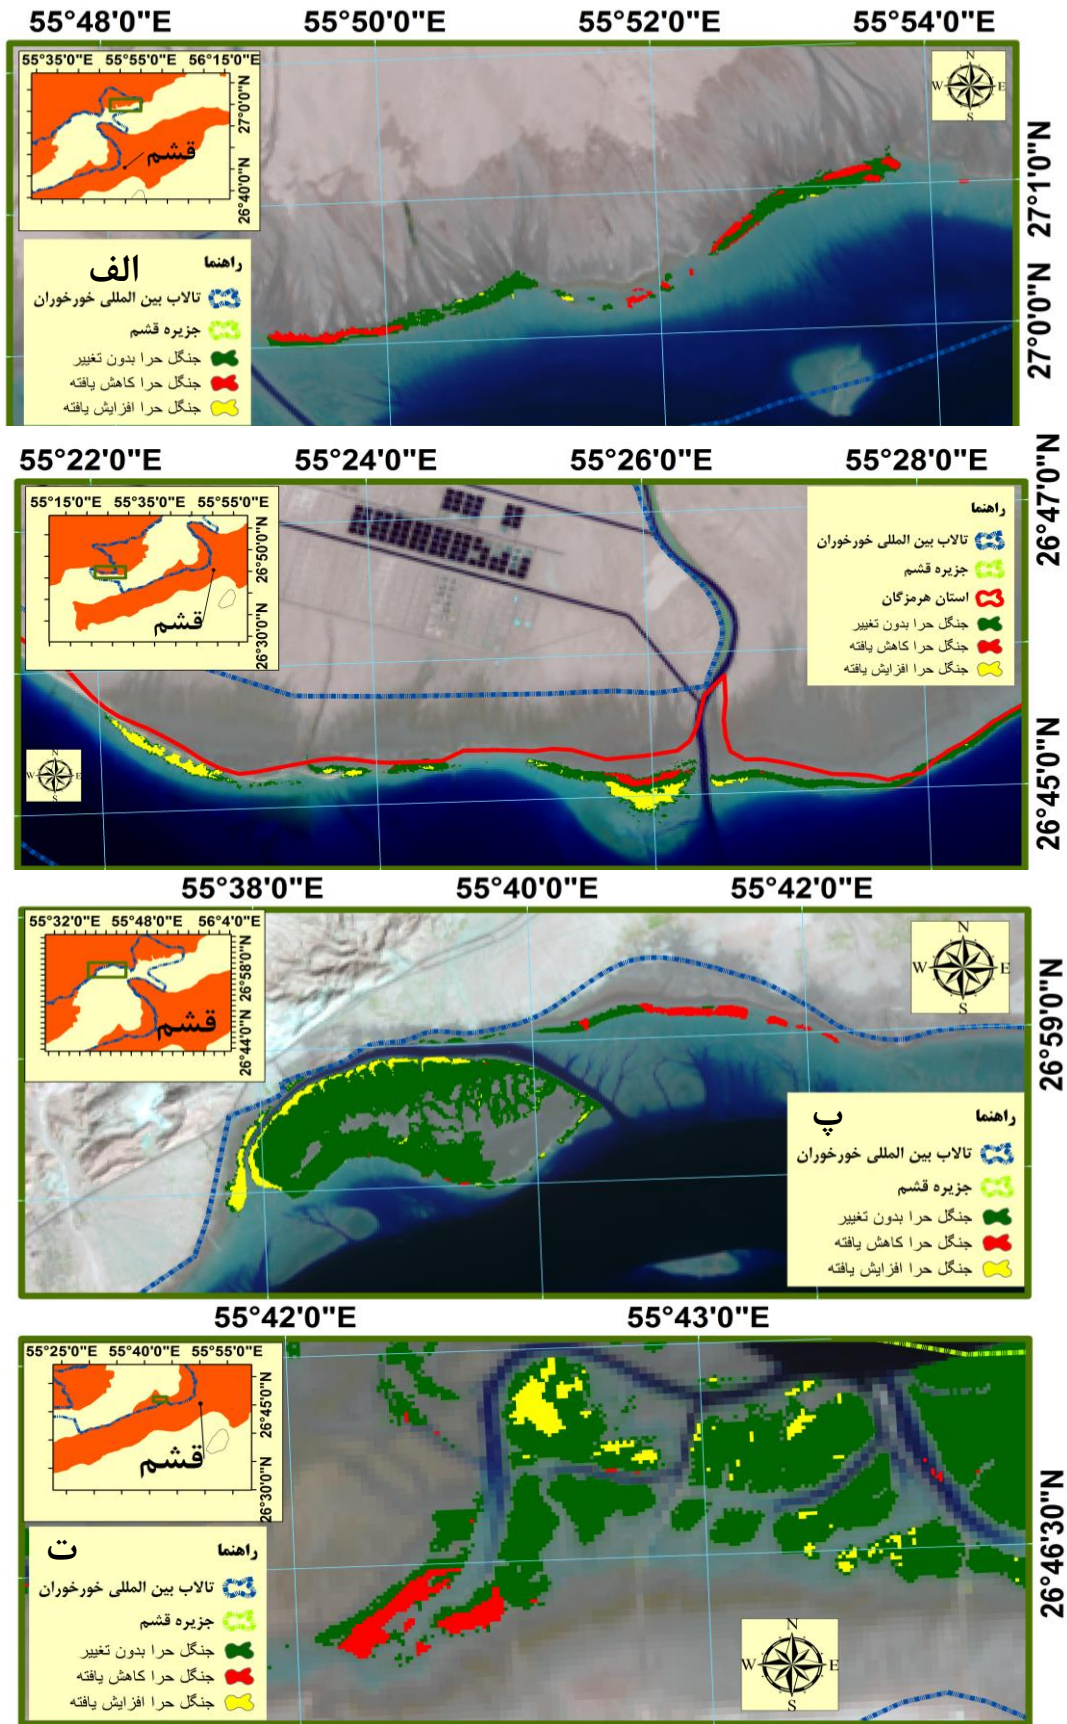 55°48'0"E 55°50'0"E 55°52'0"E 55°54'0"E
55°35'0"E 55°55'0"E 56°15'0"E
27°0'0"N
26°40'0"N
قشم
N
W E
S
27°1'0"N
27°0'0"N
الف
راهنما
تالاب بین المللی خورخوران
جزیره قشم
جنگل حرا بدون تغییر
جنگل حرا کاهش یافته
جنگل حرا افزایش یافته
55°22'0"E 55°24'0"E 55°26'0"E 55°28'0"E
55°15'0"E 55°35'0"E 55°55'0"E
26°50'0"N
26°30'0"N
قشم
26°47'0"N
26°45'0"N
راهنما
تالاب بین المللی خورخوران
جزیره قشم
استان هرمزگان
جنگل حرا بدون تغییر
جنگل حرا کاهش یافته
جنگل حرا افزایش یافته
N
W E
S
55°38'0"E 55°40'0"E 55°42'0"E
55°32'0"E 55°48'0"E 56°4'0"E
26°58'0"N
26°44'0"N
قشم
N
W E
S
26°59'0"N
پ
راهنما
تالاب بین المللی خورخوران
جزیره قشم
جنگل حرا بدون تغییر
جنگل حرا کاهش یافته
جنگل حرا افزایش یافته
55°42'0"E 55°43'0"E
55°25'0"E 55°40'0"E 55°55'0"E
26°45'0"N
26°30'0"N
قشم
26°46'30"N
ت
راهنما
تالاب بین المللی خورخوران
جزیره قشم
جنگل حرا بدون تغییر
جنگل حرا کاهش یافته
جنگل حرا افزایش یافته
N
W E
S